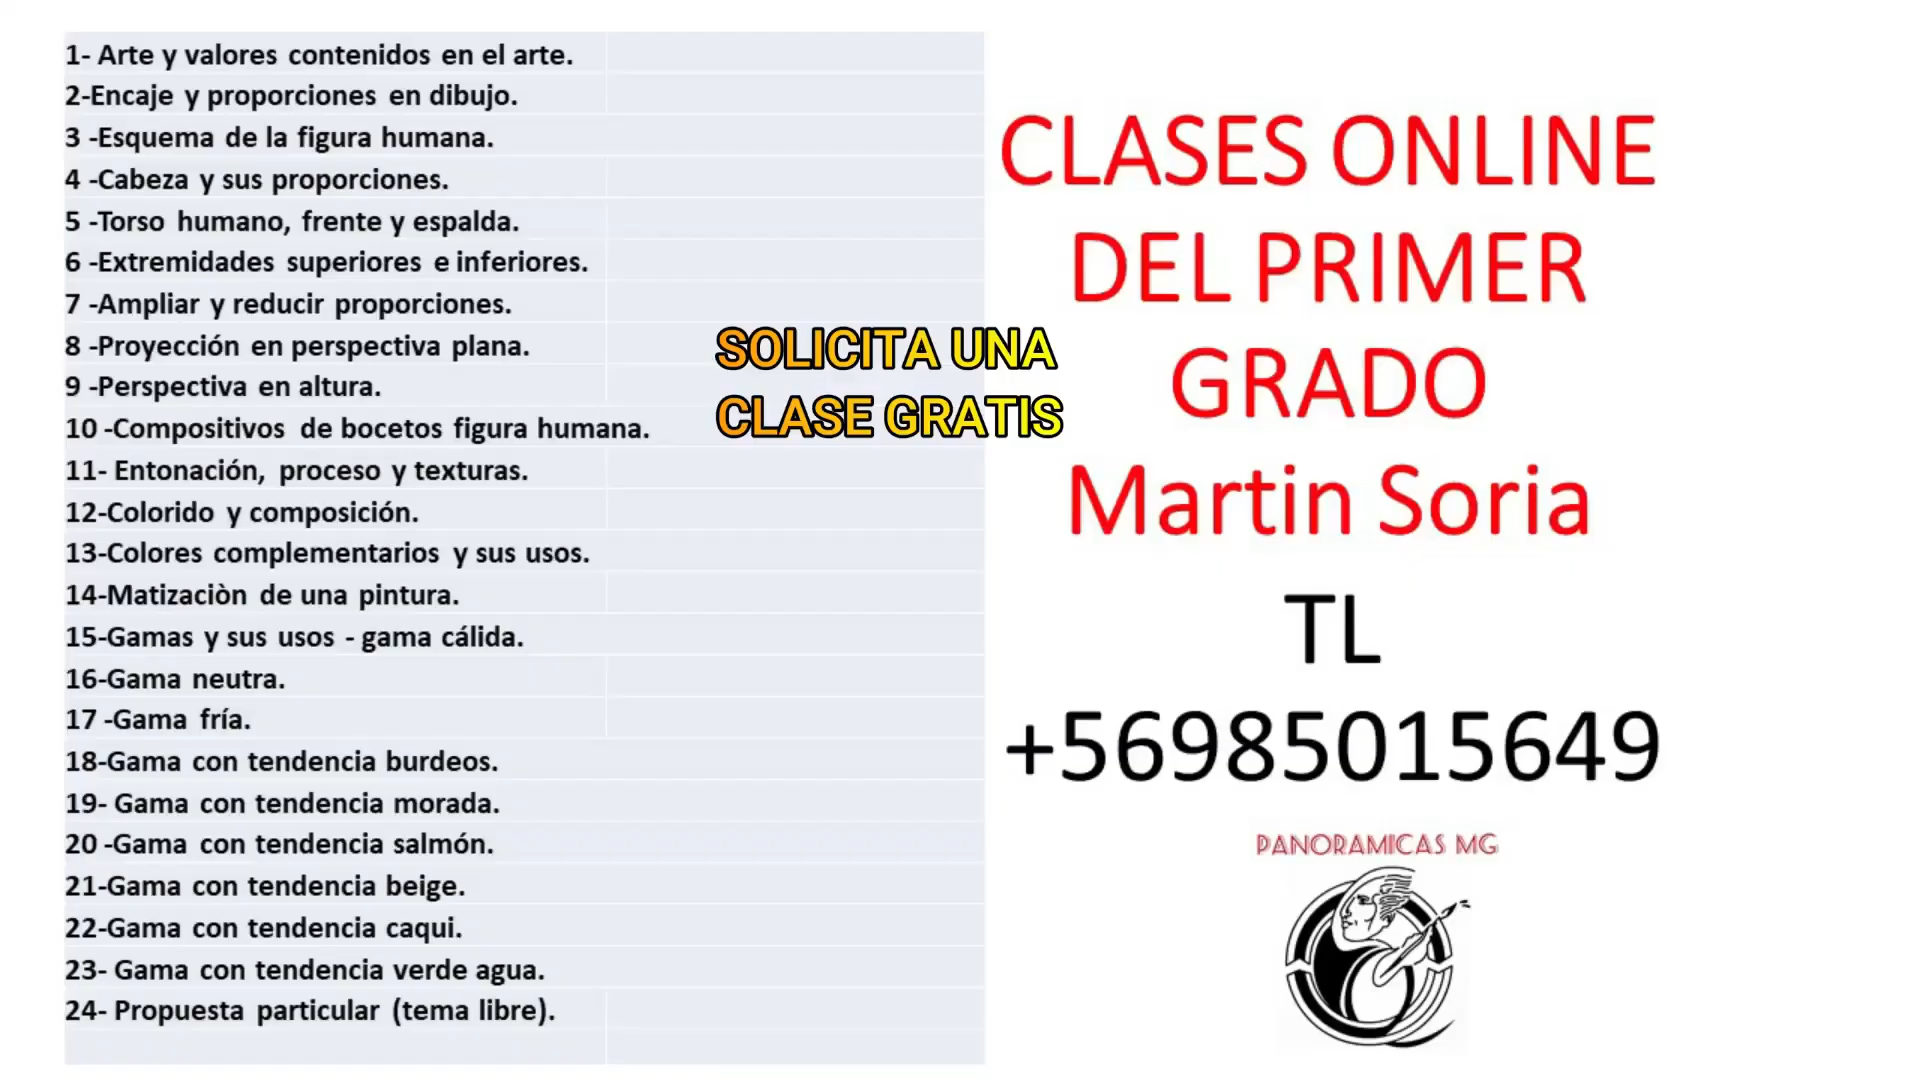 1- Arte y valores contenidos en el arte.
2-Encaje y proporciones en dibujo.
3 -Esquema de la figura humana.
4 -Cabeza y sus proporciones.
5 -Torso humano, frente y espalda.
6 -Extremidades superiores e inferiores.
7 -Ampliar y reducir proporciones.
8 -Proyección en perspectiva plana.
9 -Perspectiva en altura.
10 -Compositivos de bocetos figura humana.
11- Entonación, proceso y texturas.
12-Colorido y composición.
13-Colores complementarios y sus usos.
14-Matizaciòn de una pintura.
15-Gamas y sus usos - gama cálida.
16-Gama neutra.
17 -Gama fría.
18-Gama con tendencia burdeos.
19- Gama con tendencia morada.
20 -Gama con tendencia salmón.
21-Gama con tendencia beige.
22-Gama con tendencia caqui.
23- Gama con tendencia verde agua.
24- Propuesta particular (tema libre).
SOLICITA UNA
CLASE GRATIS
CLASES ONLINE
DEL PRIMER
GRADO
Martin Soria
TL
+56985015649
PANORAMICAS MG